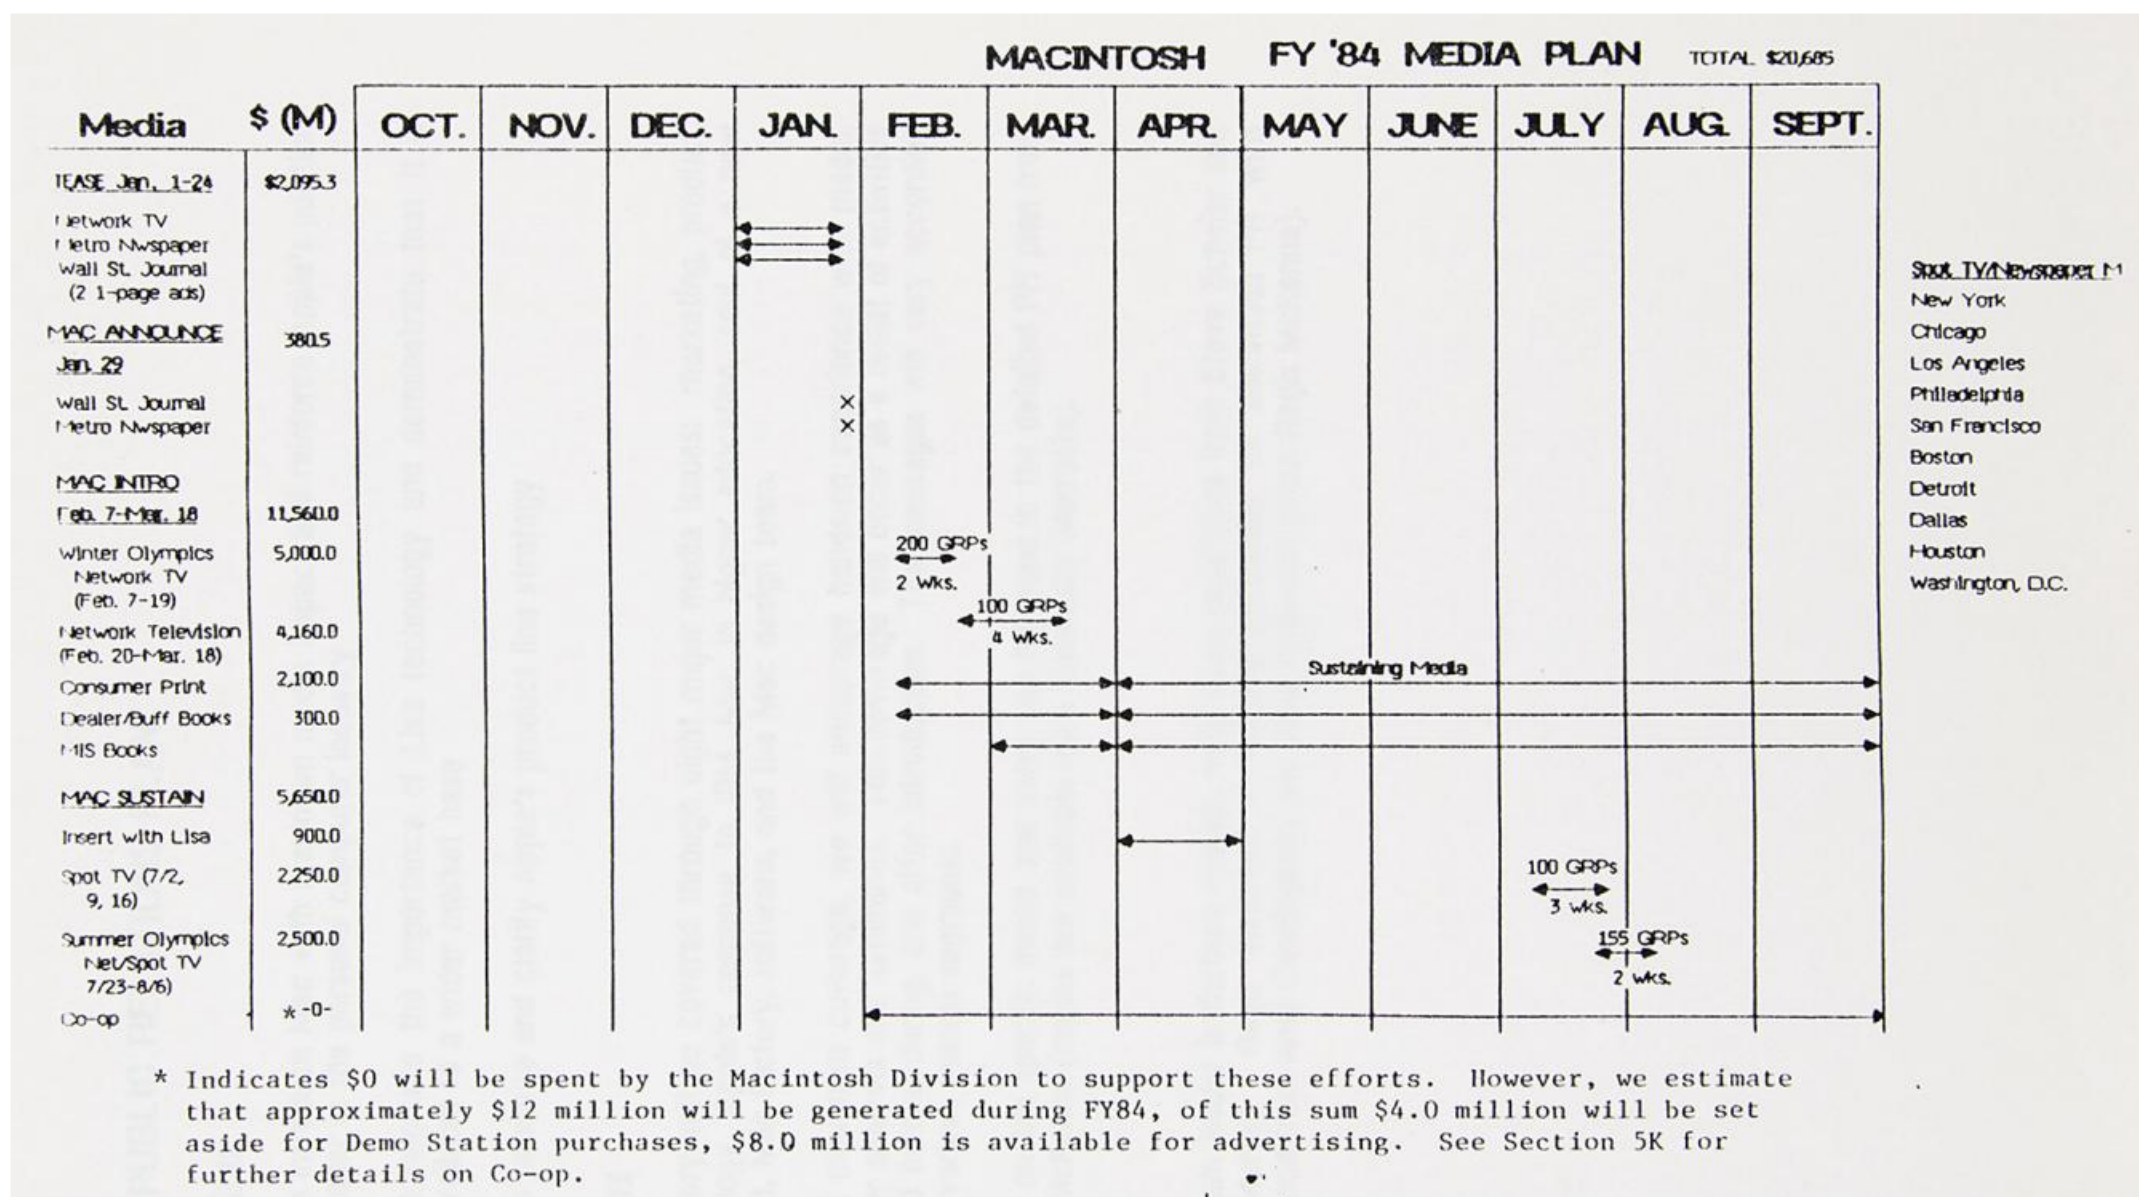 MACINTOSH FY '84 MEDIA PLAN TOTAL $20,685
Media $ (M) OCT. NOV. DEC. JAN. FEB. MAR. APR. MAY JUNE JULY AUG. SEPT.
TEASE Jan. 1-24 $2,095.3
Network TV
Metro Nwspaper
Wall St. Journal
(2 1-page ads)
MAC ANNOUNCE 380.5
Jan. 29
Wall St. Journal
Metro Nwspaper
MAC INTRO
Feb. 7-Mar. 18 11,560.0
Winter Olympics 5,000.0 200 GRPs
Network TV 2 Wks.
(Feb. 7-19)
100 GRPs
Network Television 4,160.0 4 Wks.
(Feb. 20-Mar. 18)
Sustaining Media
Consumer Print 2,100.0
Dealer/Buff Books 300.0
MIS Books
MAC SUSTAIN 5,650.0
Insert with Lisa 900.0
Spot TV (7/2, 2,250.0 100 GRPs
9, 16) 3 wks.
Summer Olympics 2,500.0 155 GRPs
Net/Spot TV 2 wks.
7/23-8/6)
Co-op * -0-
Spot TV/Newspaper M
New York
Chicago
Los Angeles
Philadelphia
San Francisco
Boston
Detroit
Dallas
Houston
Washington, D.C.
* Indicates $0 will be spent by the Macintosh Division to support these efforts. However, we estimate
that approximately $12 million will be generated during FY84, of this sum $4.0 million will be set
aside for Demo Station purchases, $8.0 million is available for advertising. See Section 5K for
further details on Co-op.